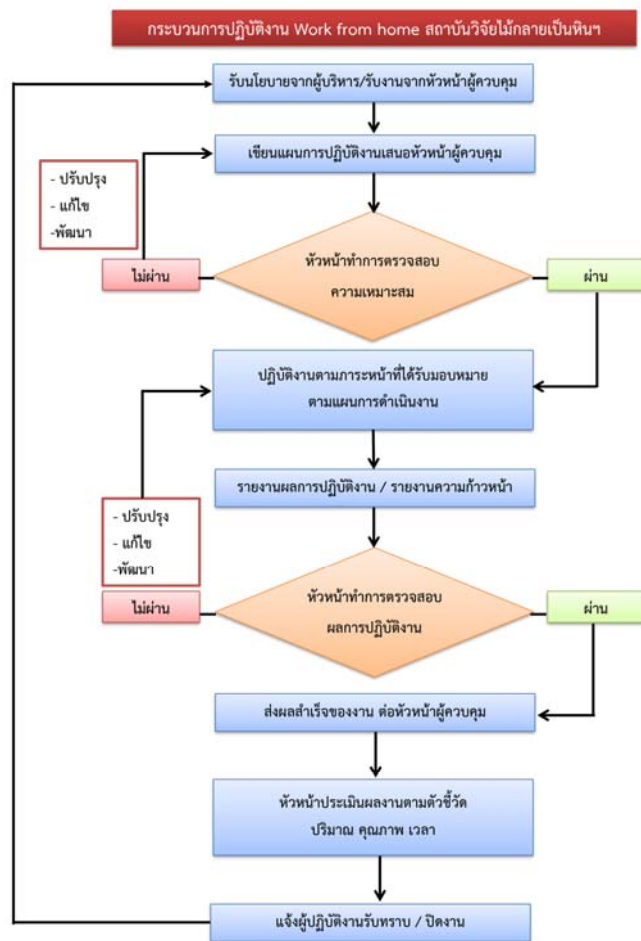 กระบวนการปฏิบัติงาน Work from home สถาบันวิจัยไม้กลายเป็นหินฯ
รับนโยบายจากผู้บริหาร/รับงานจากหัวหน้าผู้ควบคุม
เขียนแผนการปฏิบัติงานเสนอหัวหน้าผู้ควบคุม
- ปรับปรุง
- แก้ไข
-พัฒนา
ไม่ผ่าน
หัวหน้าทำการตรวจสอบ
ความเหมาะสม
ผ่าน
ปฏิบัติงานตามภาระหน้าที่ได้รับมอบหมาย
ตามแผนการดำเนินงาน
รายงานผลการปฏิบัติงาน / รายงานความก้าวหน้า
- ปรับปรุง
- แก้ไข
-พัฒนา
ไม่ผ่าน
หัวหน้าทำการตรวจสอบ
ผลการปฏิบัติงาน
ผ่าน
ส่งผลสำเร็จของงาน ต่อหัวหน้าผู้ควบคุม
หัวหน้าประเมินผลงานตามตัวชี้วัด
ปริมาณ คุณภาพ เวลา
แจ้งผู้ปฏิบัติงานรับทราบ / ปิดงาน